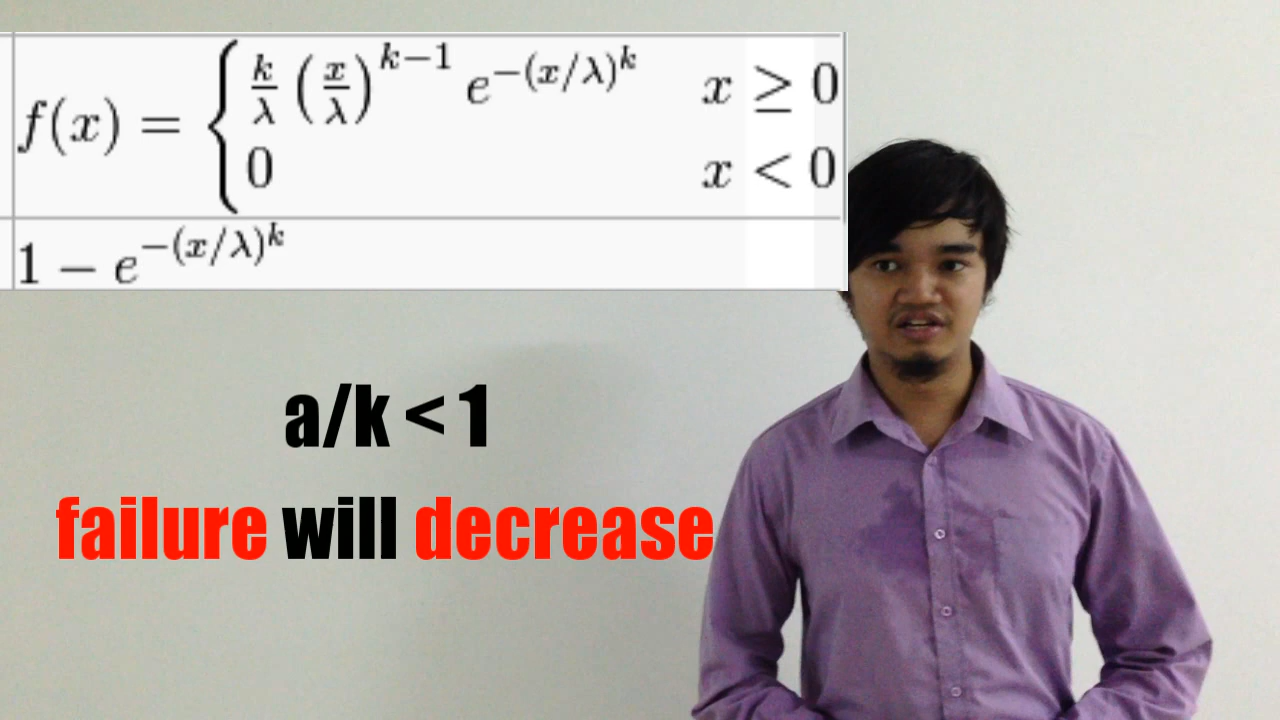 f(x) = { k/λ (x/λ)^{k−1} e^{−(x/λ)^k} x ≥ 0
0 x < 0
1 − e^{−(x/λ)^k}
a/k < 1
failure will decrease